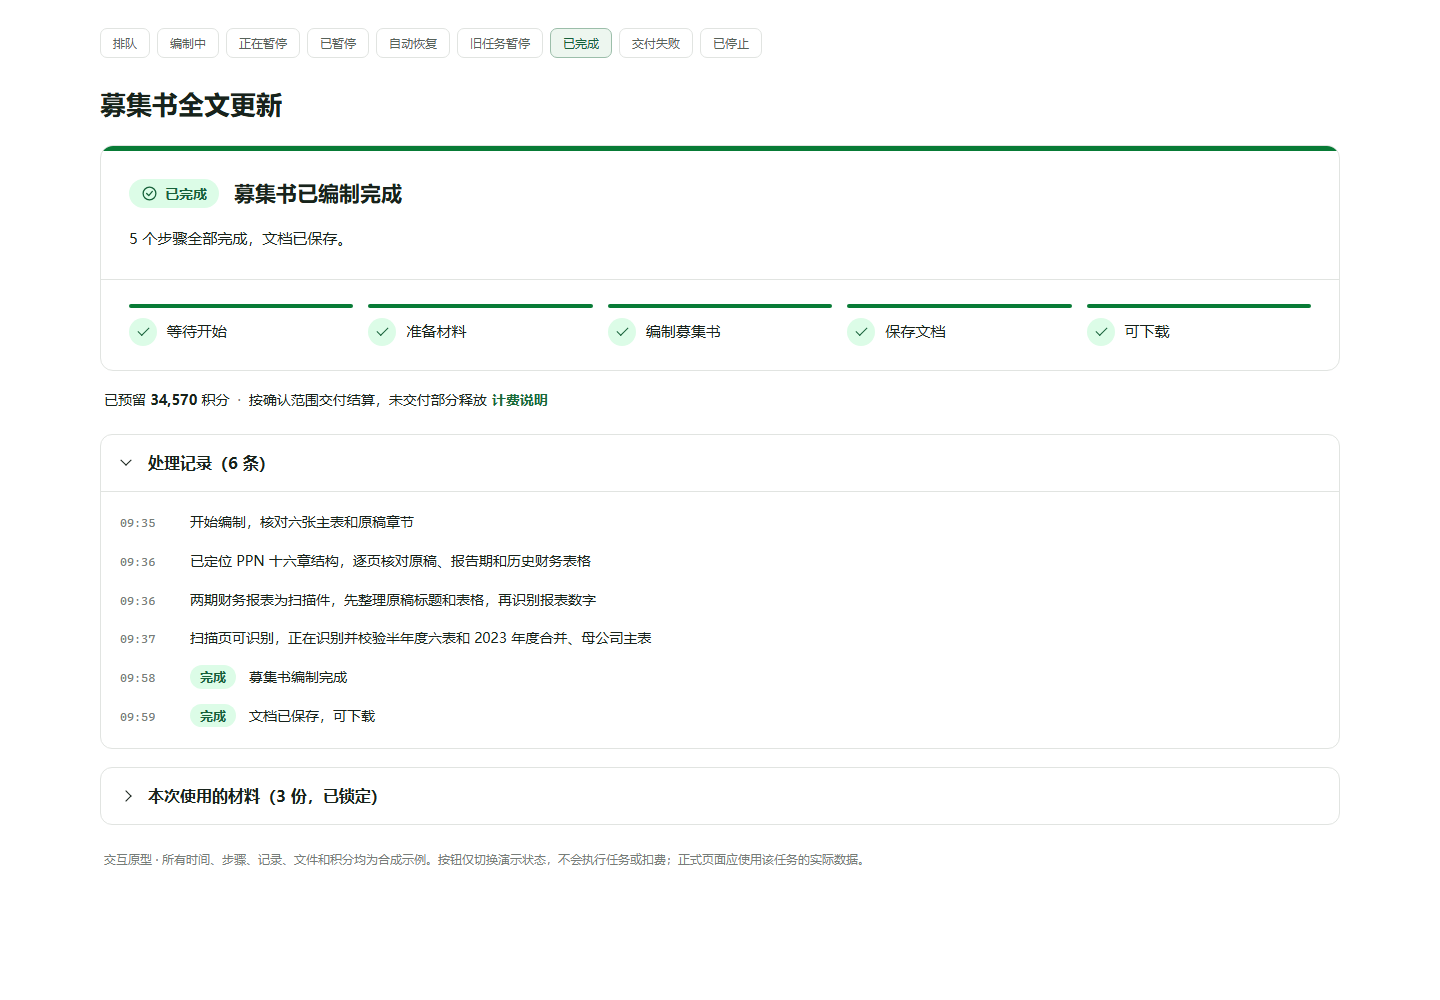 排队 编制中 正在暂停 已暂停 自动恢复 旧任务暂停 已完成 交付失败 已停止
募集书全文更新
已完成 募集书已编制完成
5 个步骤全部完成，文档已保存。
等待开始 准备材料 编制募集书 保存文档 可下载
已预留 34,570 积分 · 按确认范围交付结算，未交付部分释放 计费说明
处理记录（6 条）
09:35 开始编制，核对六张主表和原稿章节
09:36 已定位 PPN 十六章结构，逐页核对原稿、报告期和历史财务表格
09:36 两期财务报表为扫描件，先整理原稿标题和表格，再识别报表数字
09:37 扫描页可识别，正在识别并校验半年度六表和 2023 年度合并、母公司主表
09:58 完成 募集书编制完成
09:59 完成 文档已保存，可下载
本次使用的材料（3 份，已锁定）
交互原型 · 所有时间、步骤、记录、文件和积分均为合成示例。按钮仅切换演示状态，不会执行任务或扣费；正式页面应使用该任务的实际数据。